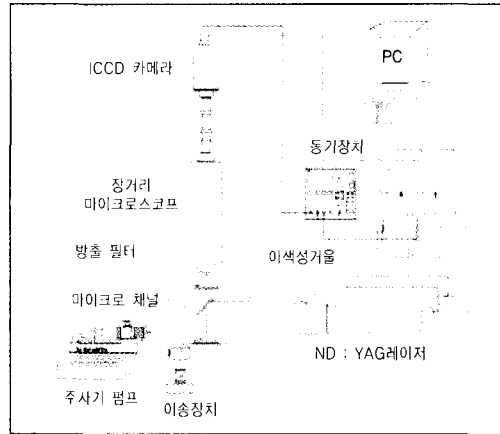 ICCD 카메라
PC
동기장치
장거리
마이크로스코프
방출 필터
이색성거울
마이크로 채널
ND : YAG레이저
주사기 펌프
이송장치